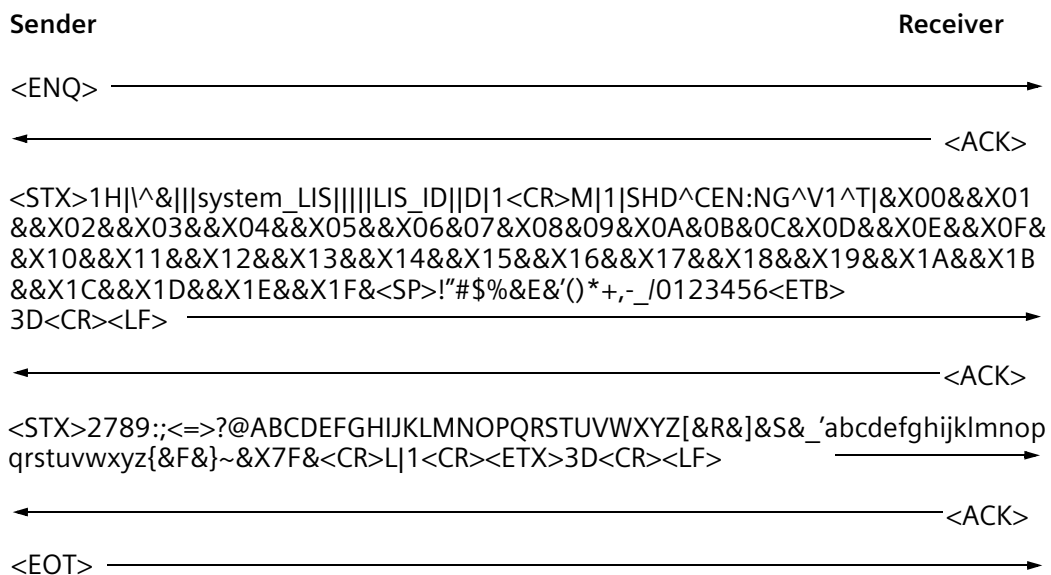 Sender Receiver
<ENQ>
<ACK>
<STX>1H|\^&|||system_LIS|||||LIS_ID||D|1<CR>M|1|SHD^CEN:NG^V1^T|&X00&&X01
&&X02&&X03&&X04&&X05&&X06&07&X08&09&X0A&0B&0C&X0D&&X0E&&X0F&
&X10&&X11&&X12&&X13&&X14&&X15&&X16&&X17&&X18&&X19&&X1A&&X1B
&&X1C&&X1D&&X1E&&X1F&<SP>!”#$%&E&’()*+,-_/0123456<ETB>
3D<CR><LF>
<ACK>
<STX>2789:;<=>?@ABCDEFGHIJKLMNOPQRSTUVWXYZ[&R&]&S&_’abcdefghijklmnop
qrstuvwxyz{&F&}~&X7F&<CR>L|1<CR><ETX>3D<CR><LF>
<ACK>
<EOT>